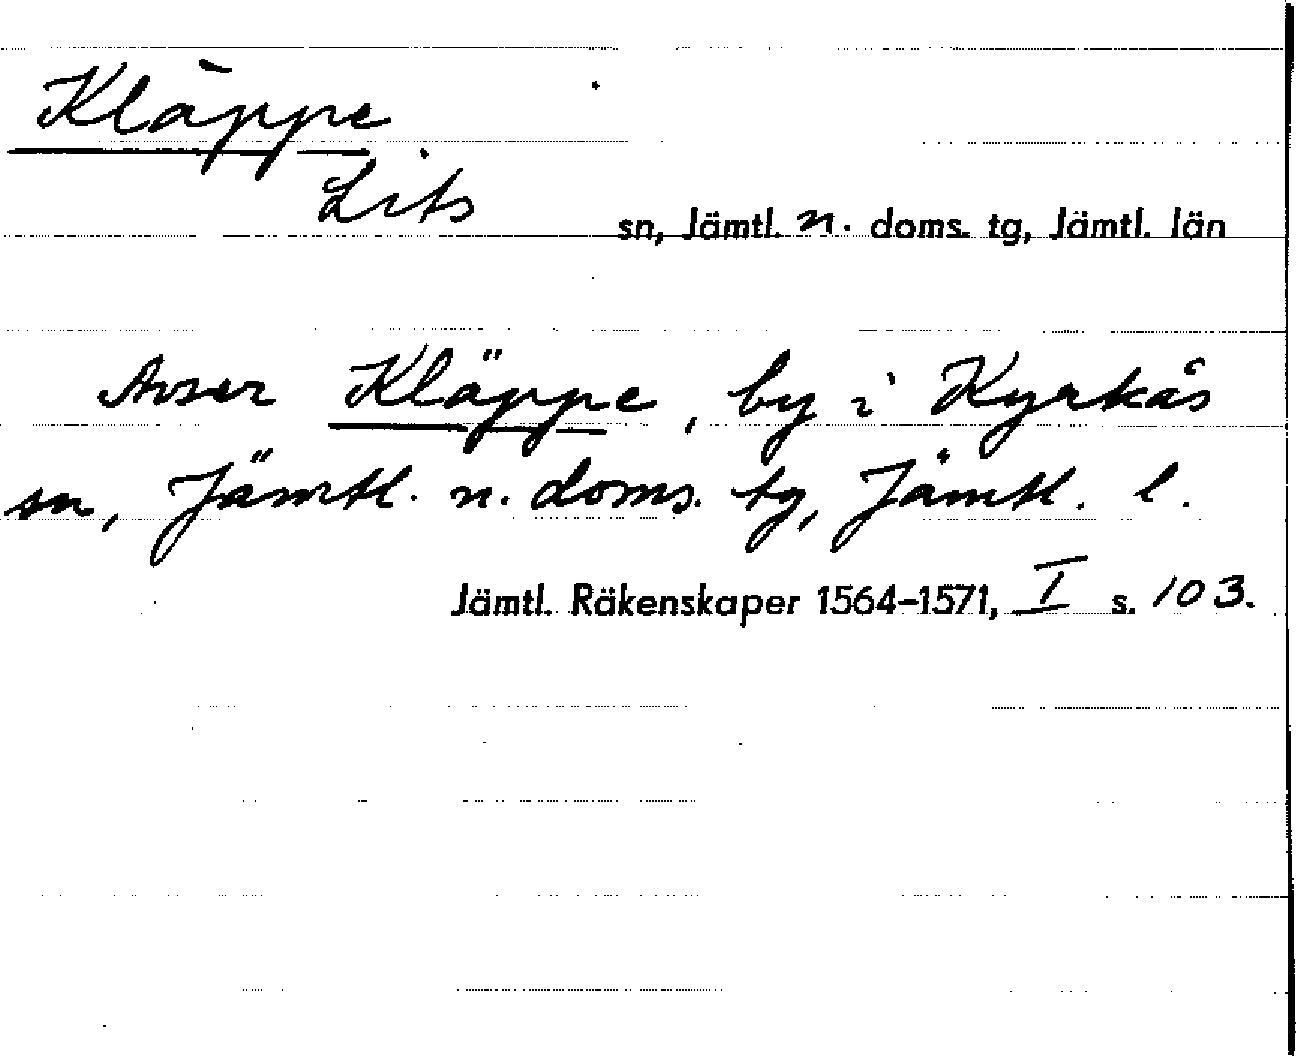 Kläppe
Lits sn, Jämtl. n. doms. tg, Jämtl. län
Avser Kläppe, by i Kyrkås
sn, Jämtl. n. doms. tg, Jämtl. l.
Jämtl. Räkenskaper 1564-1571, I s. 103.